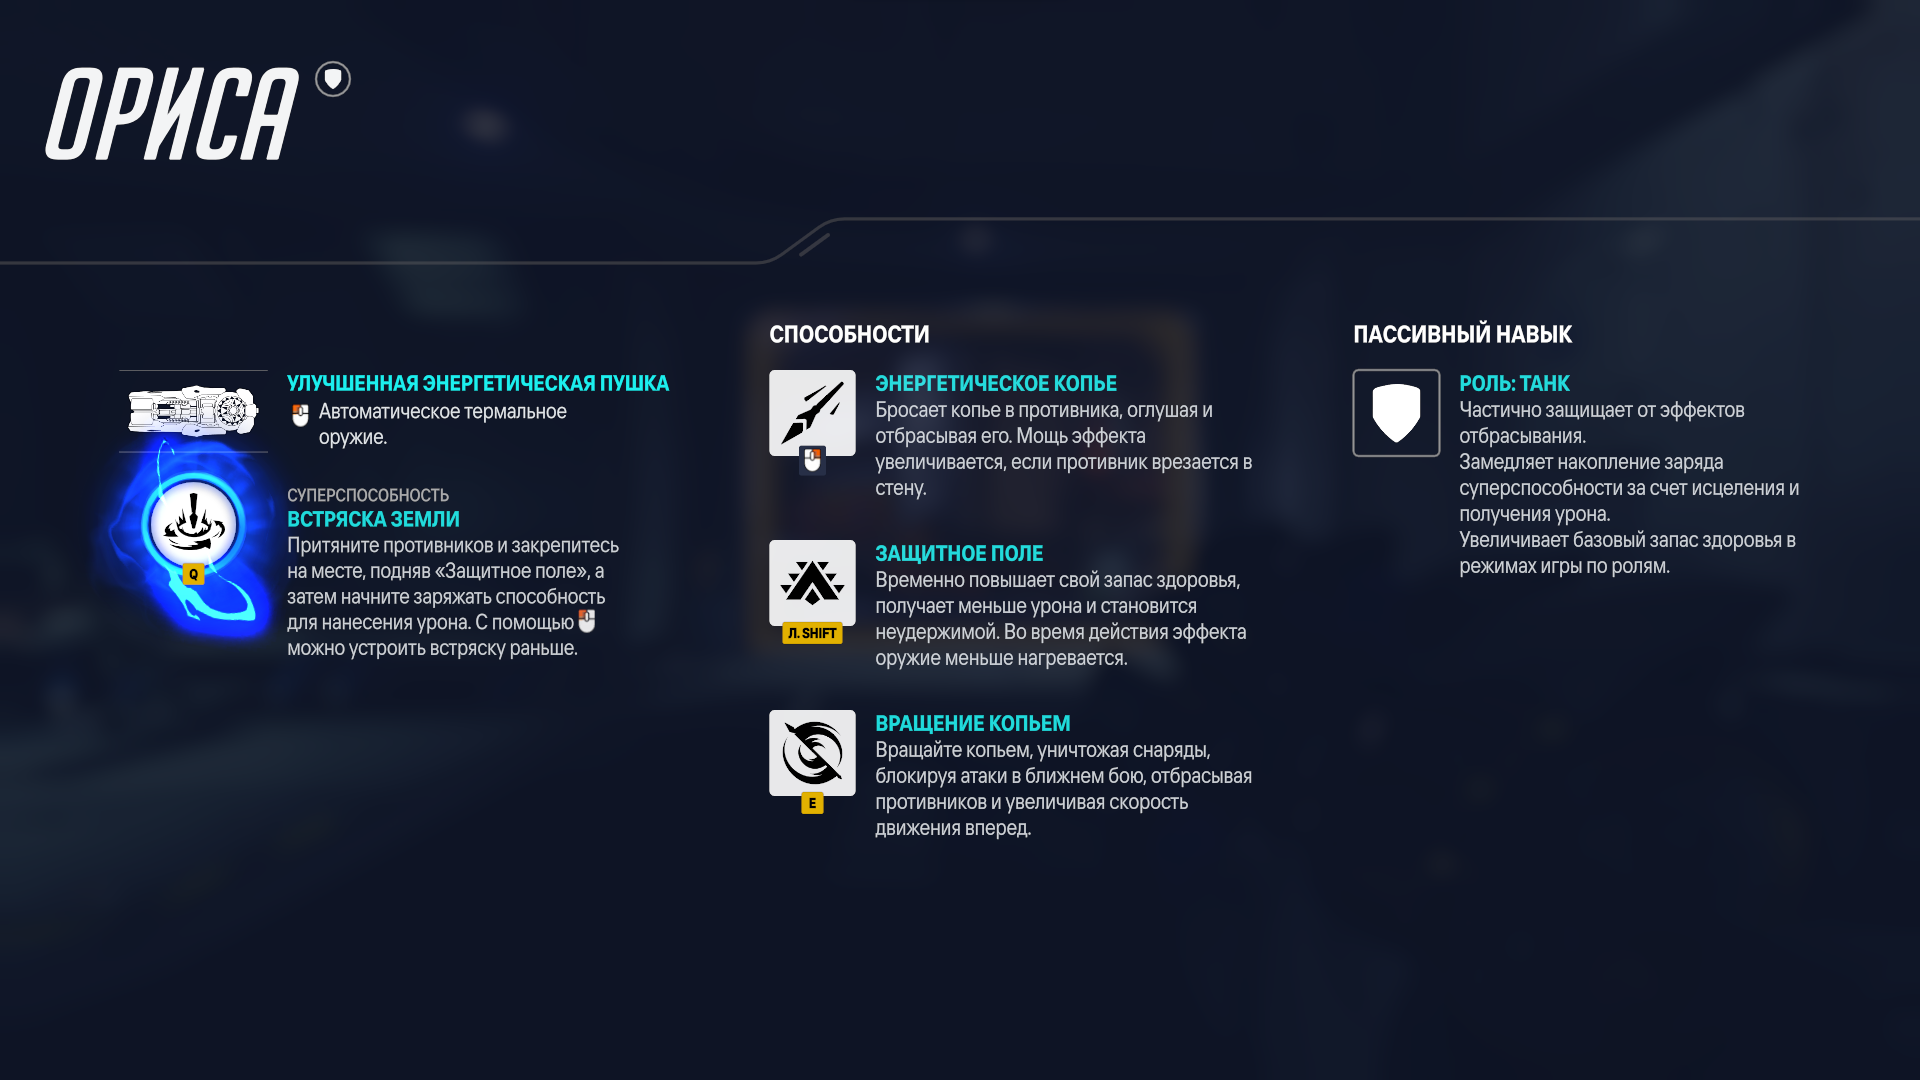 ОРИСА
УЛУЧШЕННАЯ ЭНЕРГЕТИЧЕСКАЯ ПУШКА
Автоматическое термальное
оружие.
СУПЕРСПОСОБНОСТЬ
ВСТРЯСКА ЗЕМЛИ
Притяните противников и закрепитесь
на месте, подняв «Защитное поле», а
затем начните заряжать способность
для нанесения урона. С помощью
можно устроить встряску раньше.
Q
СПОСОБНОСТИ
ЭНЕРГЕТИЧЕСКОЕ КОПЬЕ
Бросает копье в противника, оглушая и
отбрасывая его. Мощь эффекта
увеличивается, если противник врезается в
стену.
ЗАЩИТНОЕ ПОЛЕ
Временно повышает свой запас здоровья,
получает меньше урона и становится
неудержимой. Во время действия эффекта
оружие меньше нагревается.
Л. SHIFT
ВРАЩЕНИЕ КОПЬЕМ
Вращайте копьем, уничтожая снаряды,
блокируя атаки в ближнем бою, отбрасывая
противников и увеличивая скорость
движения вперед.
E
ПАССИВНЫЙ НАВЫК
РОЛЬ: ТАНК
Частично защищает от эффектов
отбрасывания.
Замедляет накопление заряда
суперспособности за счет исцеления и
получения урона.
Увеличивает базовый запас здоровья в
режимах игры по ролям.